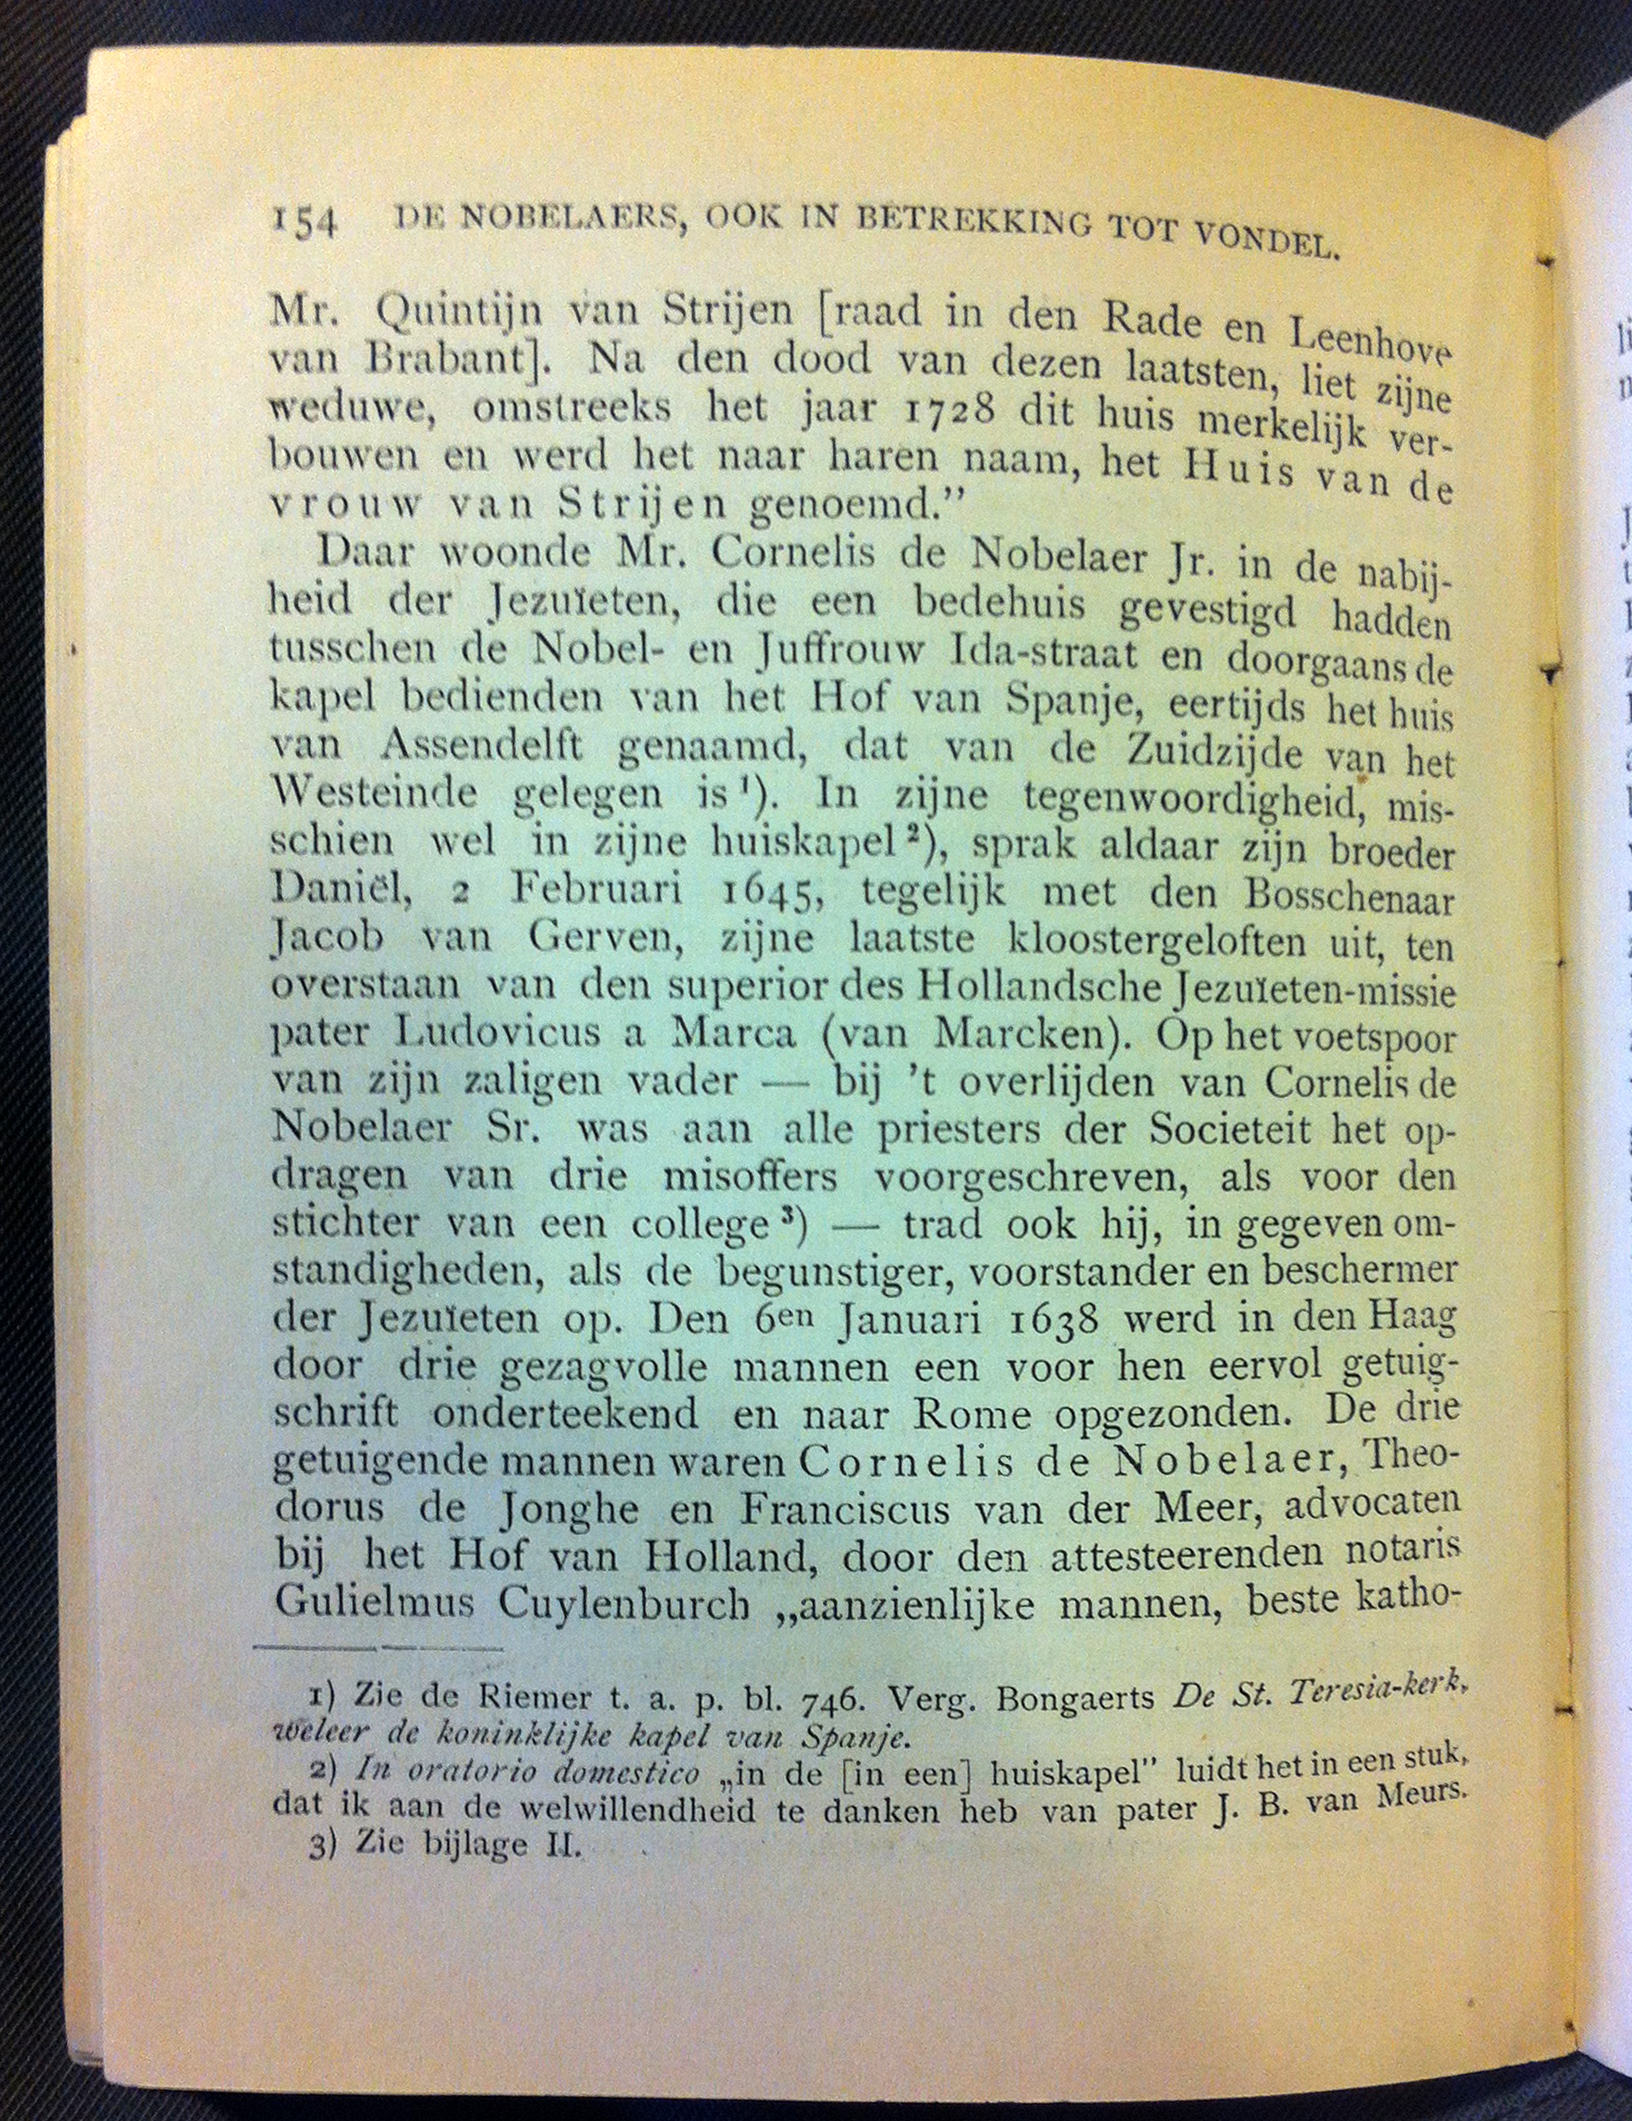 154 DE NOBELAERS, OOK IN BETREKKING TOT VONDEL.
Mr. Quintijn van Strijen [raad in den Rade en Leenhove
van Brabant]. Na den dood van dezen laatsten, liet zijne
weduwe, omstreeks het jaar 1728 dit huis merkelijk ver-
bouwen en werd het naar haren naam, het Huis van de
vrouw van Strijen genoemd.”
Daar woonde Mr. Cornelis de Nobelaer Jr. in de nabij-
heid der Jezuïeten, die een bedehuis gevestigd hadden
tusschen de Nobel- en Juffrouw Ida-straat en doorgaans de
kapel bedienden van het Hof van Spanje, eertijds het huis
van Assendelft genaamd, dat van de Zuidzijde van het
Westeinde gelegen is ¹). In zijne tegenwoordigheid, mis-
schien wel in zijne huiskapel ²), sprak aldaar zijn broeder
Daniël, 2 Februari 1645, tegelijk met den Bosschenaar
Jacob van Gerven, zijne laatste kloostergeloften uit, ten
overstaan van den superior des Hollandsche Jezuïeten-missie
pater Ludovicus a Marca (van Marcken). Op het voetspoor
van zijn zaligen vader — bij 't overlijden van Cornelis de
Nobelaer Sr. was aan alle priesters der Societeit het op-
dragen van drie misoffers voorgeschreven, als voor den
stichter van een college ³) — trad ook hij, in gegeven om-
standigheden, als de begunstiger, voorstander en beschermer
der Jezuïeten op. Den 6en Januari 1638 werd in den Haag
door drie gezagvolle mannen een voor hen eervol getuig-
schrift onderteekend en naar Rome opgezonden. De drie
getuigende mannen waren Cornelis de Nobelaer, Theo-
dorus de Jonghe en Franciscus van der Meer, advocaten
bij het Hof van Holland, door den attesteerenden notaris
Gulielmus Cuylenburch „aanzienlijke mannen, beste katho-
1) Zie de Riemer t. a. p. bl. 746. Verg. Bongaerts De St. Teresia-kerk,
weleer de koninklijke kapel van Spanje.
2) In oratorio domestico „in de [in een] huiskapel” luidt het in een stuk,
dat ik aan de welwillendheid te danken heb van pater J. B. van Meurs.
3) Zie bijlage II.